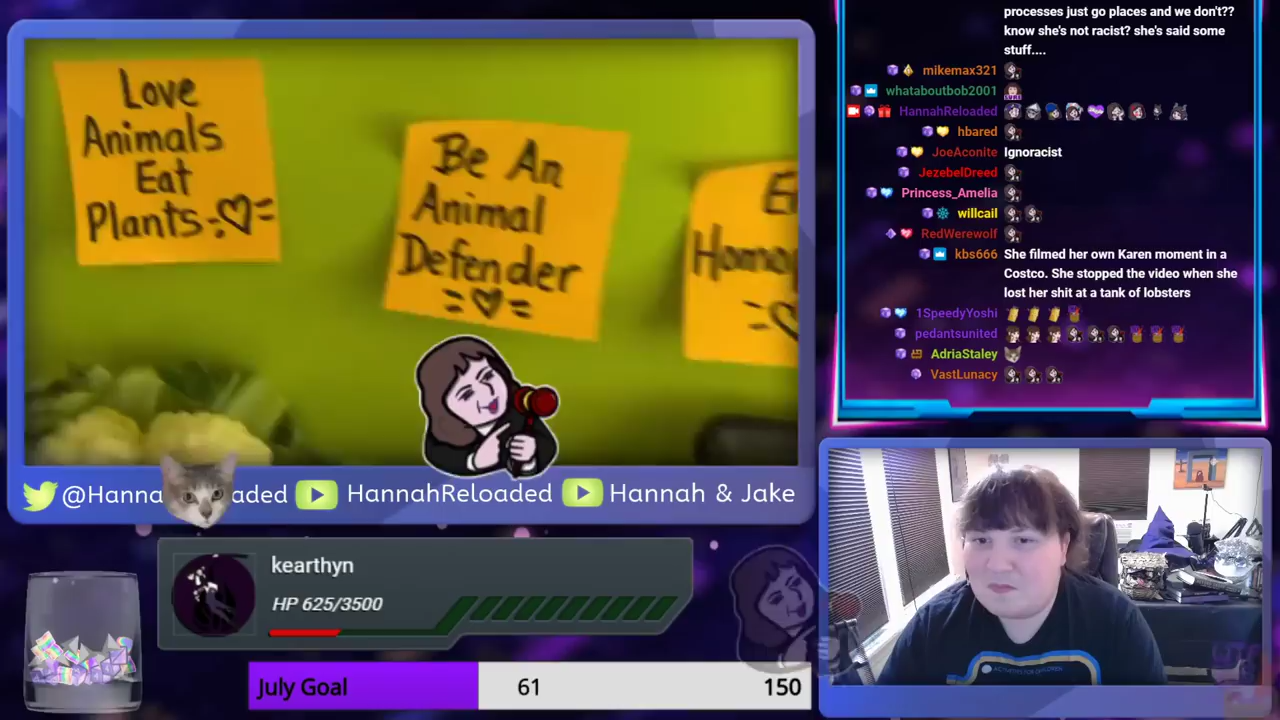 Love
Animals
Eat
Plants
Be An
Animal
Defender
@Hanna aded
HannahReloaded
Hannah & Jake
kearthyn
HP 625/3500
July Goal
61
150
processes just go places and we don't??
know she's not racist? she's said some
stuff....
mikemax321
whataboutbob2001
HannahReloaded
hbared
JoeAconite Ignoracist
JezebelDreed
Princess_Amelia
willcail
RedWerewolf
kbs666 She filmed her own Karen moment in a
Costco. She stopped the video when she
lost her shit at a tank of lobsters
1SpeedyYoshi
pedantsunited
AdriaStaley
VastLunacy